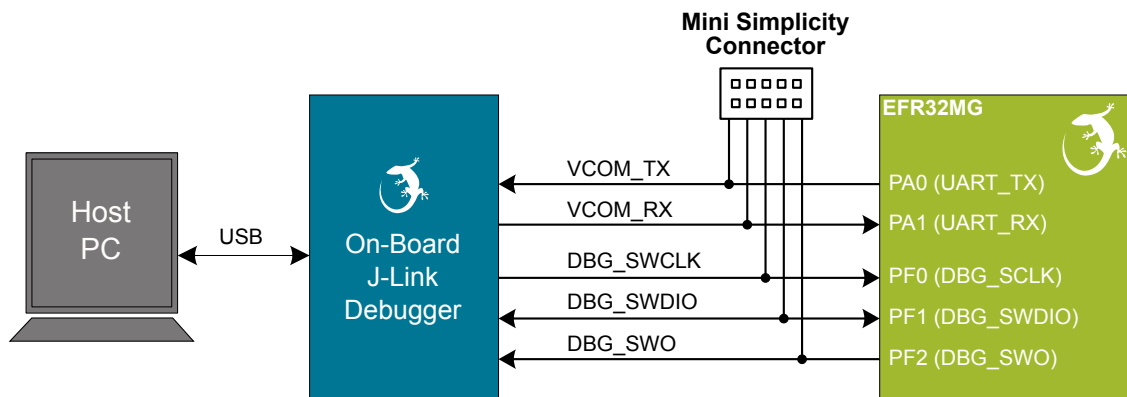 Mini Simplicity
Connector
EFR32MG
Host
PC
USB
On-Board
J-Link
Debugger
VCOM_TX
PA0 (UART_TX)
VCOM_RX
PA1 (UART_RX)
DBG_SWCLK
PF0 (DBG_SCLK)
DBG_SWDIO
PF1 (DBG_SWDIO)
DBG_SWO
PF2 (DBG_SWO)